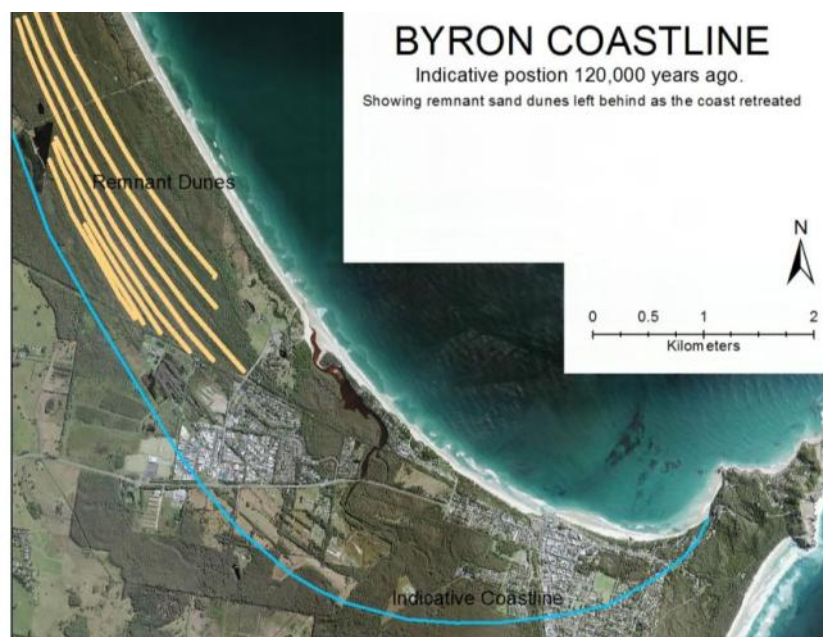 BYRON COASTLINE
Indicative postion 120,000 years ago.
Showing remnant sand dunes left behind as the coast retreated
Remnant Dunes
N
0 0.5 1 2
Kilometers
Indicative Coastline